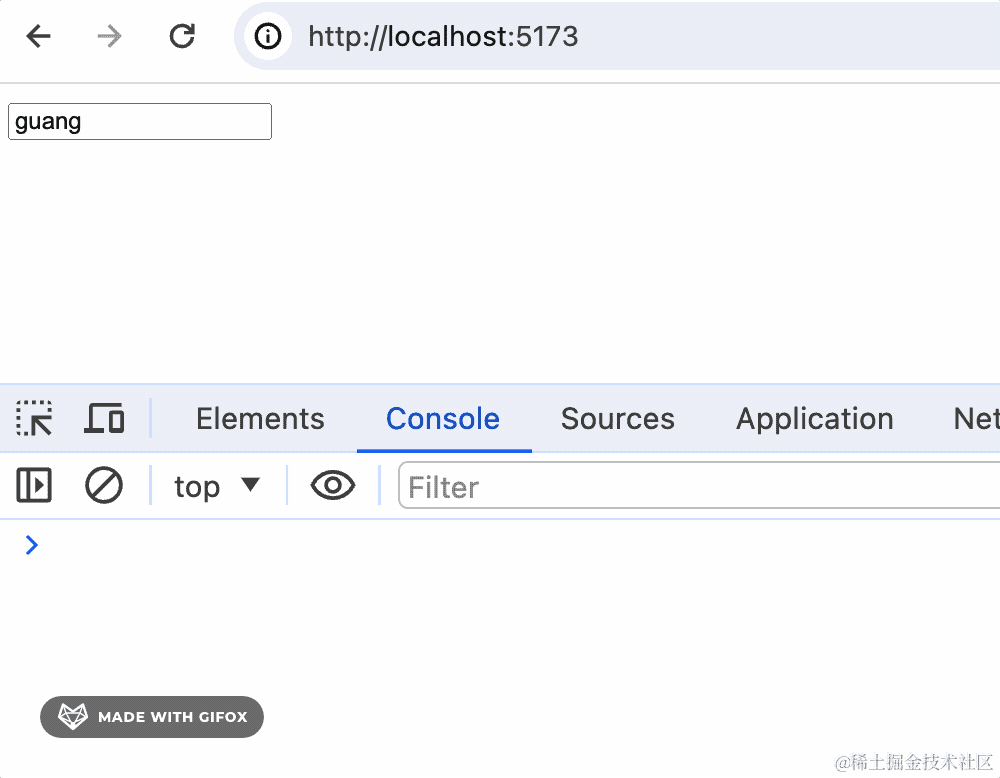 http://localhost:5173
guang
Elements Console Sources Application Net
top Filter
MADE WITH GIFOX
@稀土掘金技术社区